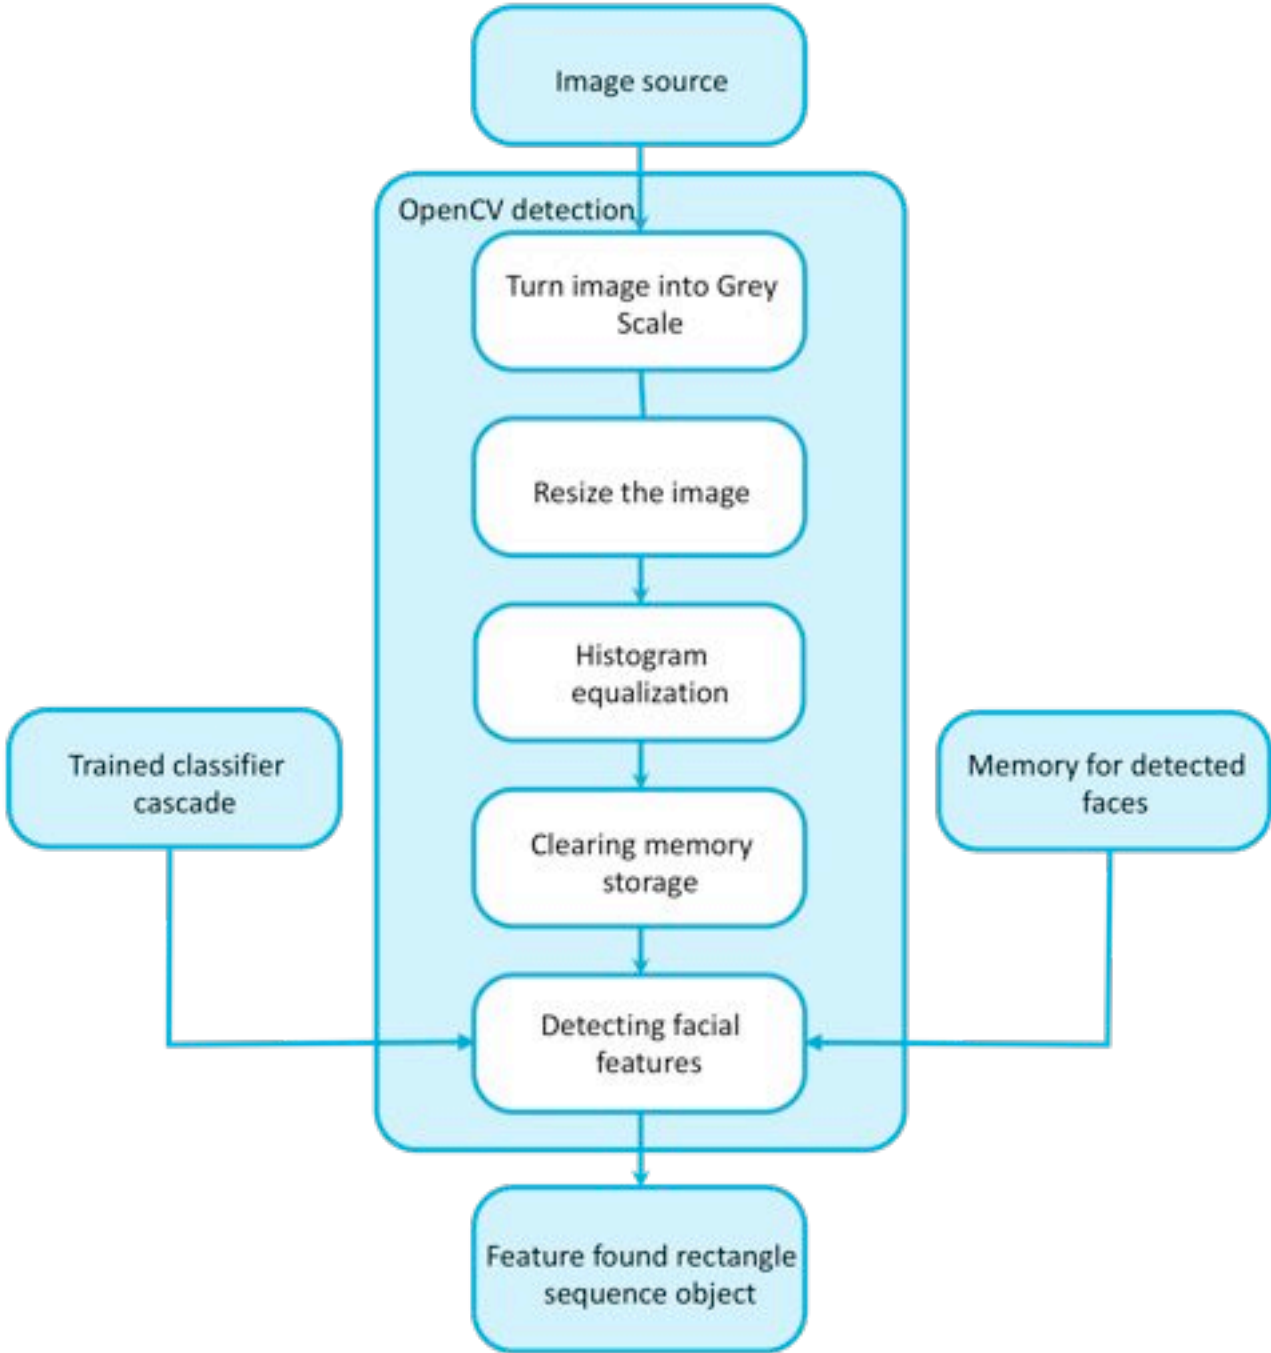 Image source
OpenCV detection
Turn image into Grey
Scale
Resize the image
Histogram
equalization
Trained classifier
cascade
Memory for detected
faces
Clearing memory
storage
Detecting facial
features
Feature found rectangle
sequence object